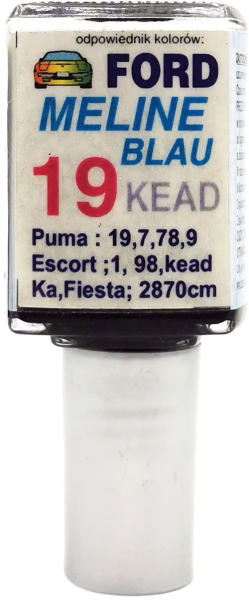 odpowiednik kolorów:
FORD
MELINE
BLAU
19 KEAD
Puma : 19,7,78,9
Escort ;1, 98,kead
Ka,Fiesta; 2870cm